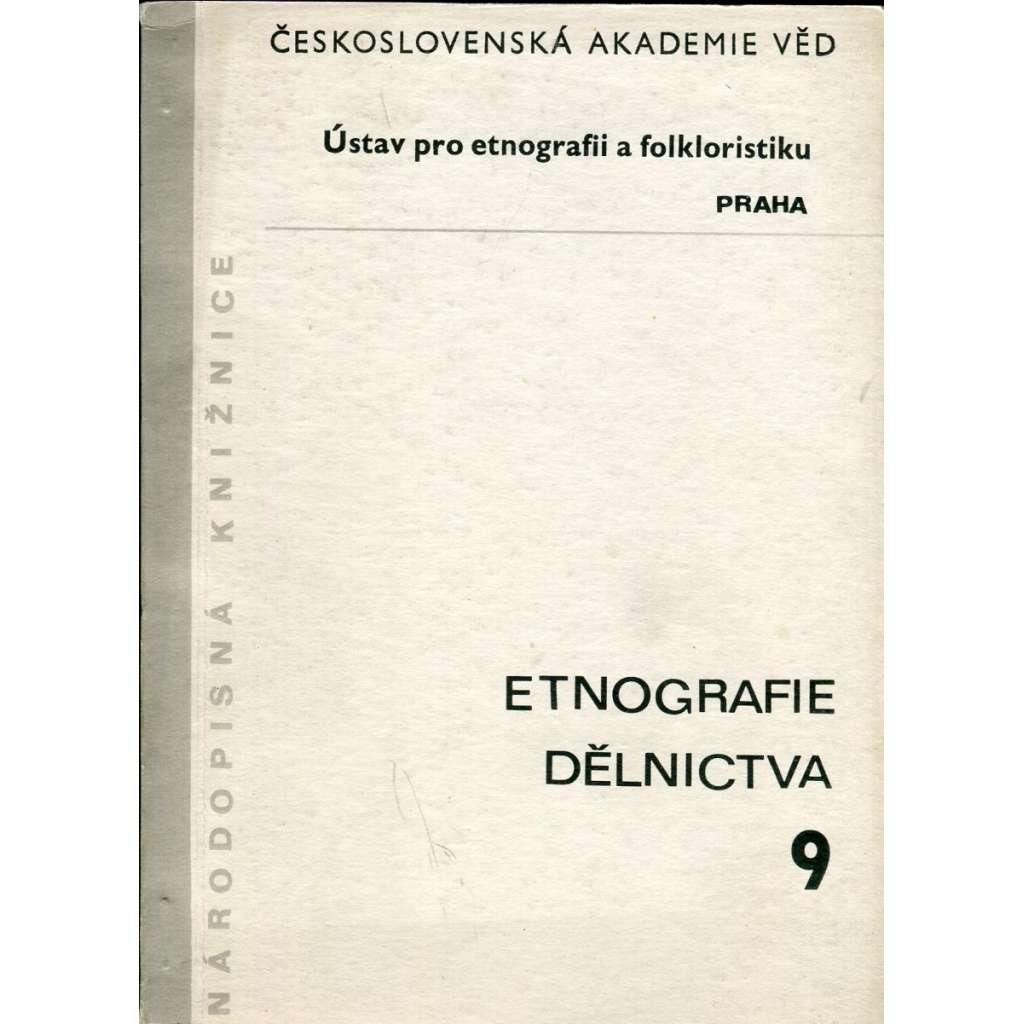 ČESKOSLOVENSKÁ AKADEMIE VĚD
Ústav pro etnografii a folkloristiku
PRAHA
NÁRODOPISNÁ KNIŽNICE
ETNOGRAFIE
DĚLNICTVA
9